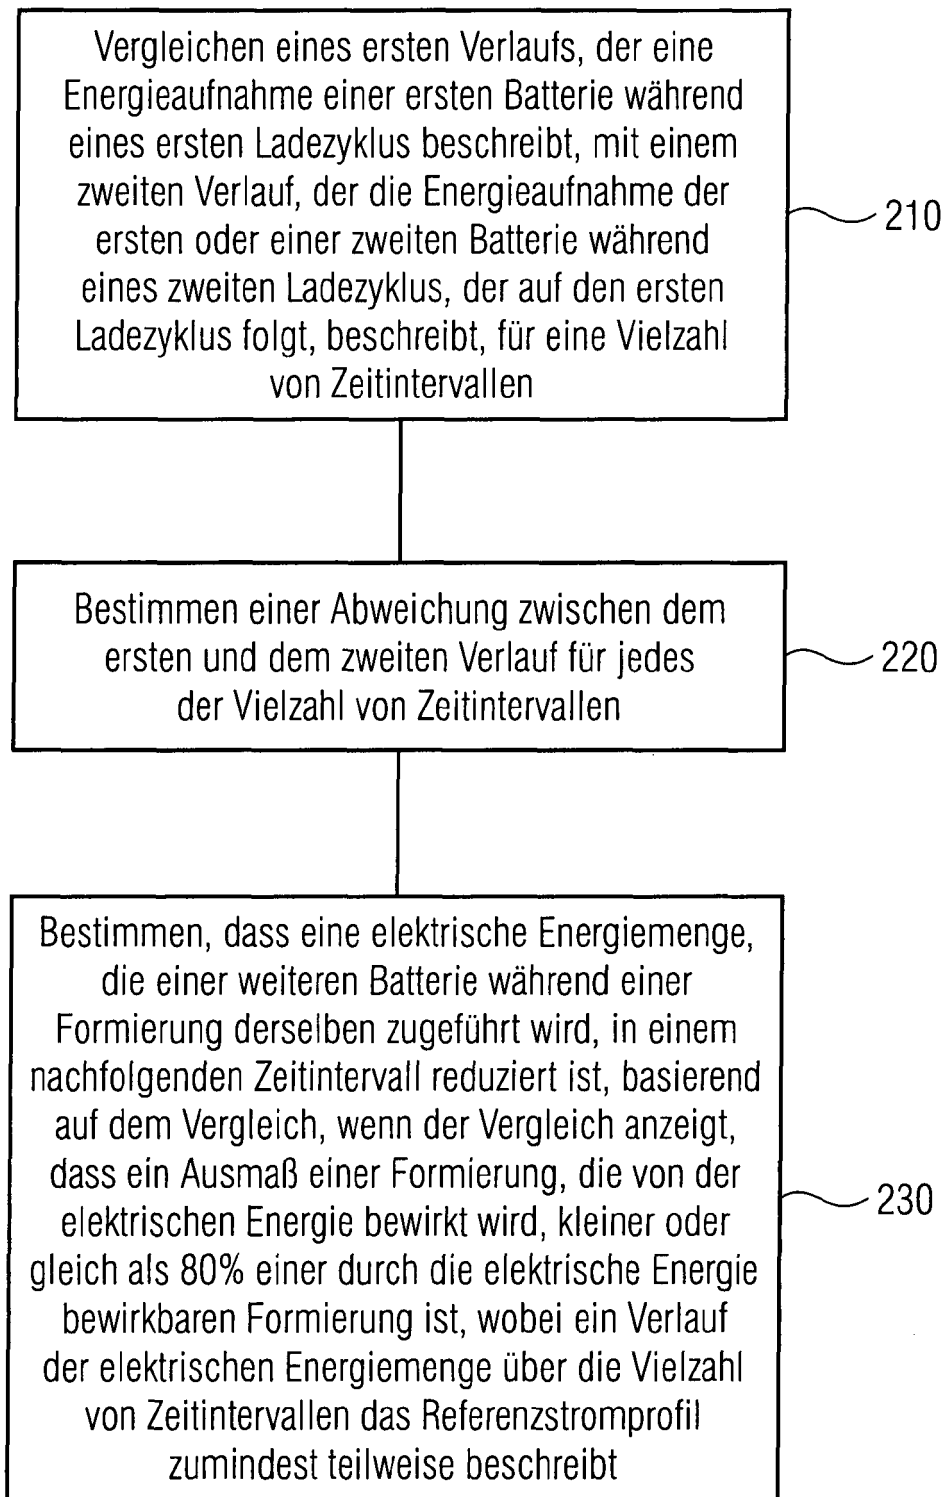 Vergleichen eines ersten Verlaufs, der eine
Energieaufnahme einer ersten Batterie während
eines ersten Ladezyklus beschreibt, mit einem
zweiten Verlauf, der die Energieaufnahme der
ersten oder einer zweiten Batterie während
eines zweiten Ladezyklus, der auf den ersten
Ladezyklus folgt, beschreibt, für eine Vielzahl
von Zeitintervallen
210
Bestimmen einer Abweichung zwischen dem
ersten und dem zweiten Verlauf für jedes
der Vielzahl von Zeitintervallen
220
Bestimmen, dass eine elektrische Energiemenge,
die einer weiteren Batterie während einer
Formierung derselben zugeführt wird, in einem
nachfolgenden Zeitintervall reduziert ist, basierend
auf dem Vergleich, wenn der Vergleich anzeigt,
dass ein Ausmaß einer Formierung, die von der
elektrischen Energie bewirkt wird, kleiner oder
gleich als 80% einer durch die elektrische Energie
bewirkbaren Formierung ist, wobei ein Verlauf
der elektrischen Energiemenge über die Vielzahl
von Zeitintervallen das Referenzstromprofil
zumindest teilweise beschreibt
230